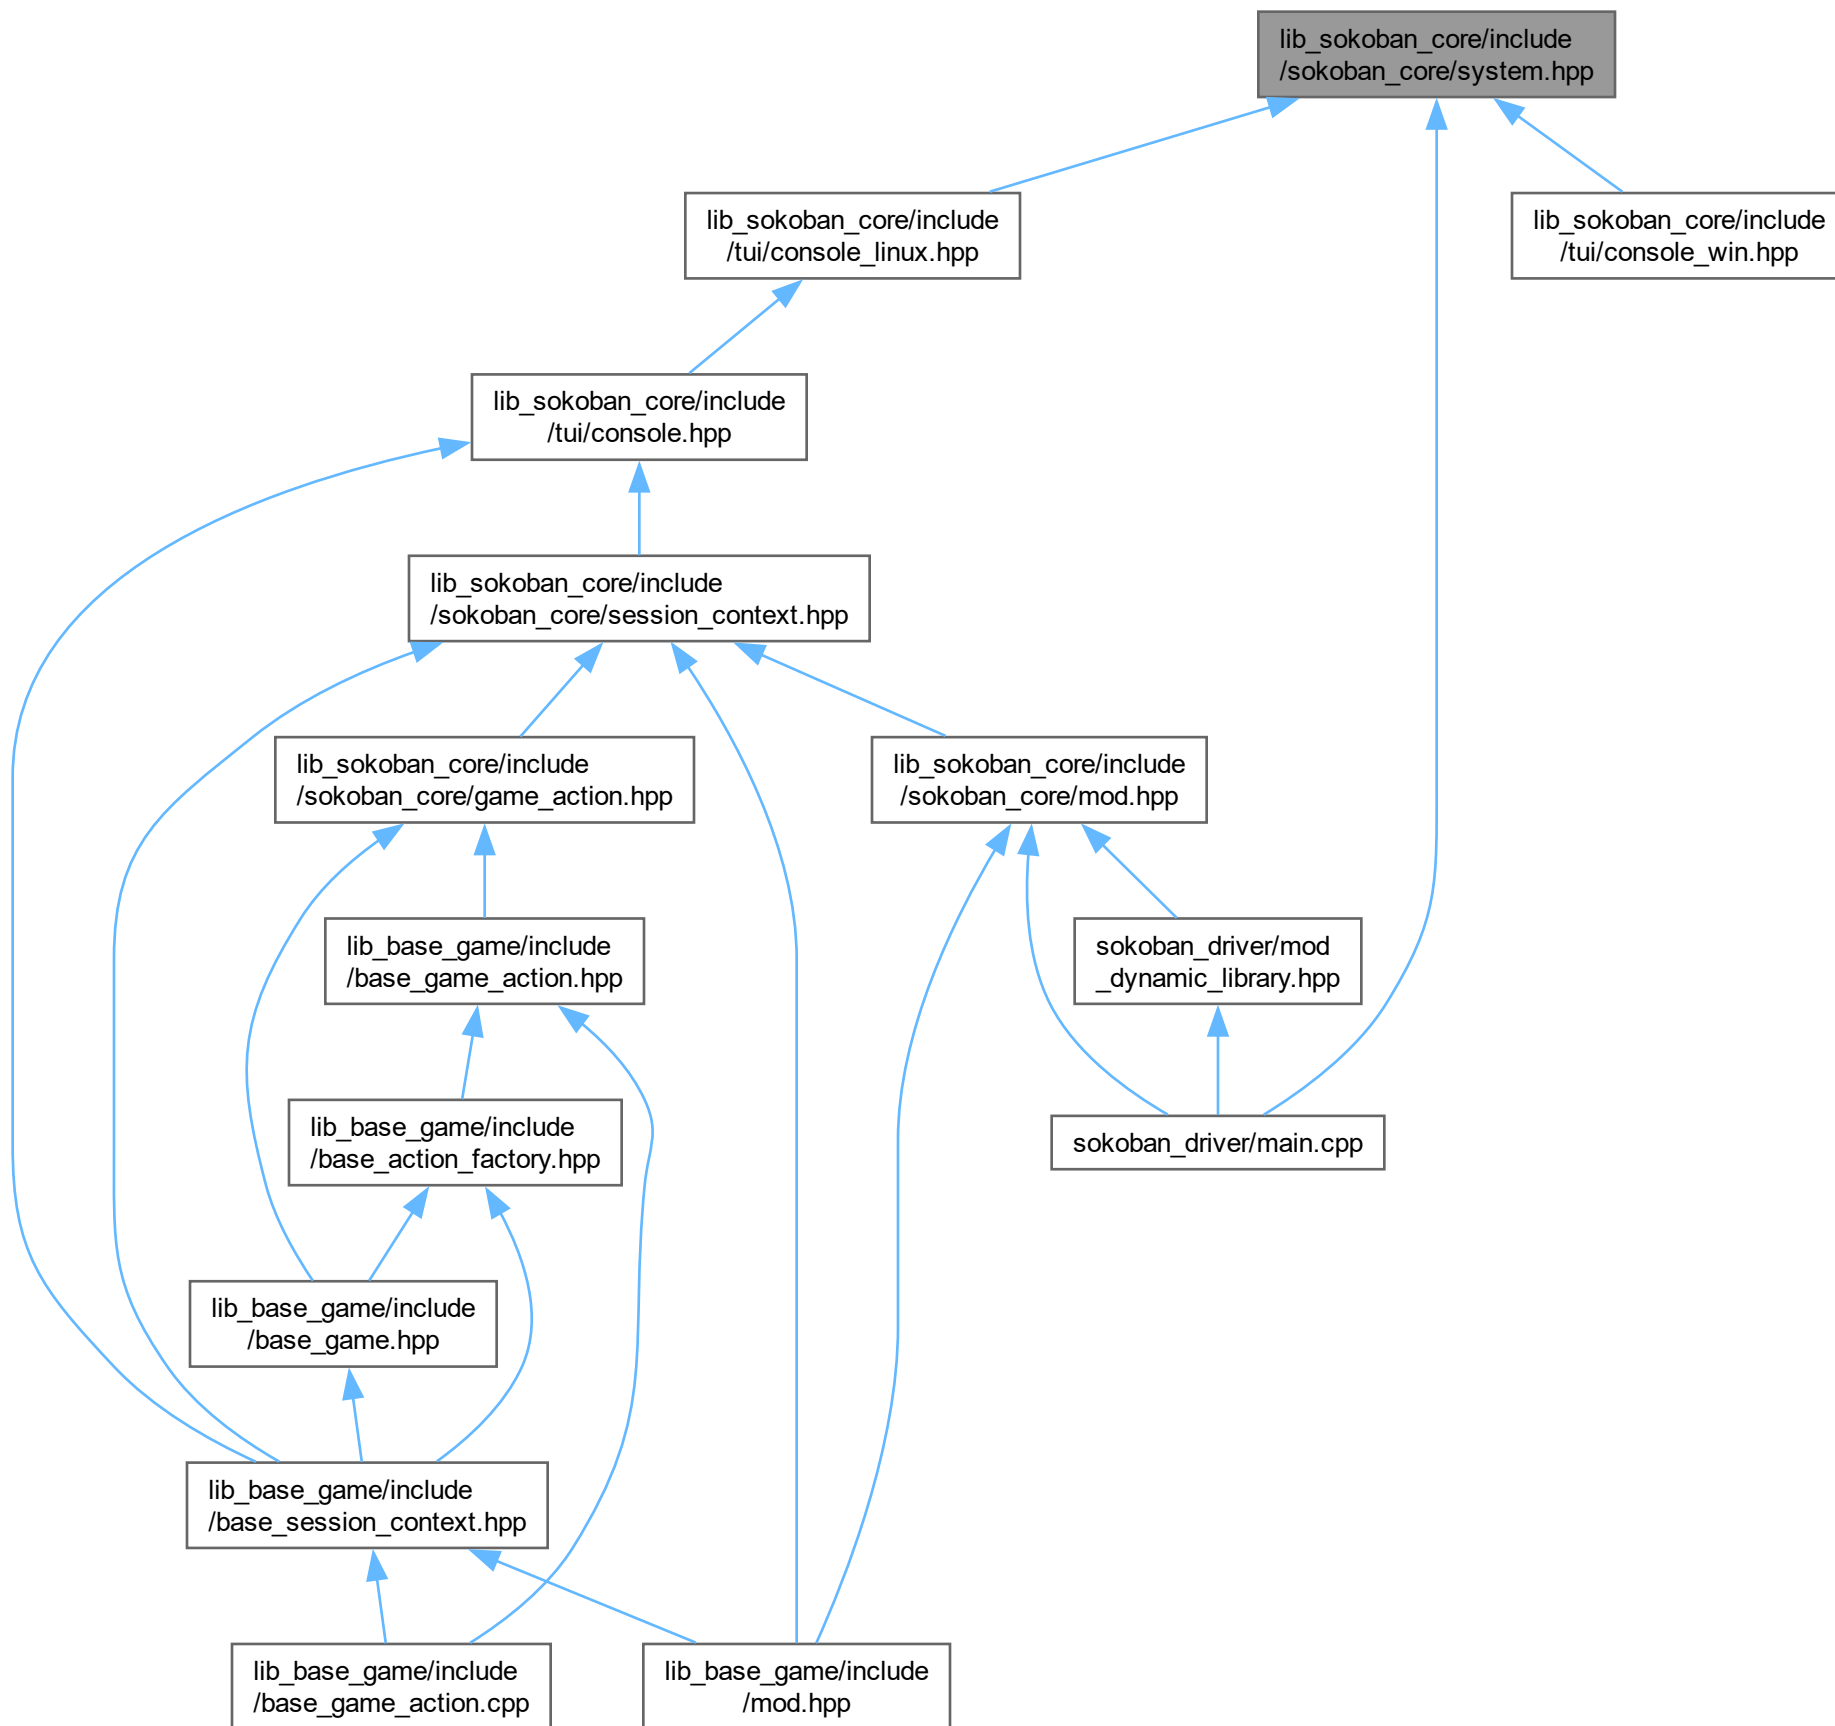 lib_sokoban_core/include
/sokoban_core/system.hpp
lib_sokoban_core/include
/tui/console_linux.hpp
lib_sokoban_core/include
/tui/console_win.hpp
lib_sokoban_core/include
/tui/console.hpp
lib_sokoban_core/include
/sokoban_core/session_context.hpp
lib_sokoban_core/include
/sokoban_core/game_action.hpp
lib_sokoban_core/include
/sokoban_core/mod.hpp
lib_base_game/include
/base_game_action.hpp
sokoban_driver/mod
_dynamic_library.hpp
lib_base_game/include
/base_action_factory.hpp
sokoban_driver/main.cpp
lib_base_game/include
/base_game.hpp
lib_base_game/include
/base_session_context.hpp
lib_base_game/include
/base_game_action.cpp
lib_base_game/include
/mod.hpp